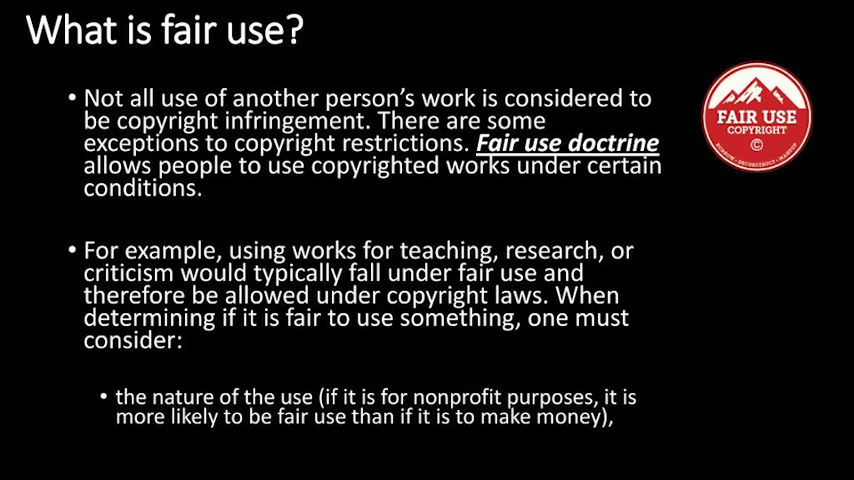 What is fair use?
• Not all use of another person's work is considered to
be copyright infringement. There are some
exceptions to copyright restrictions. Fair use doctrine
allows people to use copyrighted works under certain
conditions.
• For example, using works for teaching, research, or
criticism would typically fall under fair use and
therefore be allowed under copyright laws. When
determining if it is fair to use something, one must
consider:
• the nature of the use (if it is for nonprofit purposes, it is
more likely to be fair use than if it is to make money),
FAIR USE
COPYRIGHT
©
DECONSTRUCT